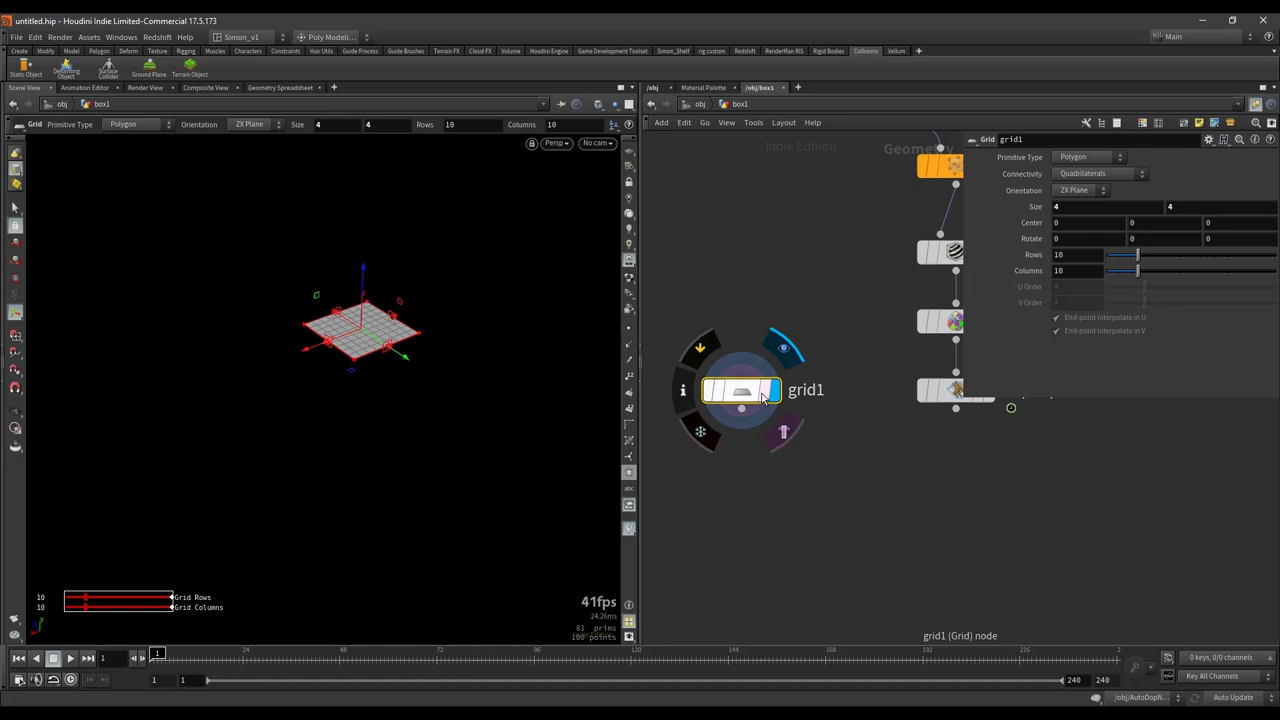 untitled.hip - Houdini Indie Limited-Commercial 17.5.173
File Edit Render Assets Windows Redshift Help Simon_v1 Poly Modeli... Main
Create Modify Model Polygon Deform Texture Rigging Muscles Characters Constraints Hair Utils Guide Process Guide Brushes Terrain FX Cloud FX Volume Houdini Engine Game Development Toolset Simon_Shelf rig custom Redshift RenderMan RIS Rigid Bodies Collisions Vellum
Static Object Deforming Object Surface Collider Ground Plane Terrain Object
Scene View Animation Editor Render View Composite View Geometry Spreadsheet
/obj Material Palette /obj/box1
obj box1
obj box1
Grid Primitive Type Polygon Orientation ZX Plane Size 4 4 Rows 10 Columns 10
Add Edit Go View Tools Layout Help
Persp No cam
Indie Edition
Geometry
Grid grid1
Primitive Type Polygon
Connectivity Quadrilaterals
Orientation ZX Plane
Size 4 4
Center 0 0 0
Rotate 0 0 0
Rows 10
Columns 10
U Order 4
V Order 4
End-point interpolate in U
End-point interpolate in V
grid1
abc
10 Grid Rows
10 Grid Columns
41fps
24.26ms
81 prims
100 points
grid1 (Grid) node
1 1 24 48 72 96 120 144 168 192 216 2
0 keys, 0/0 channels
1 1 240 240
Key All Channels
/obj/AutoDopN...
Auto Update